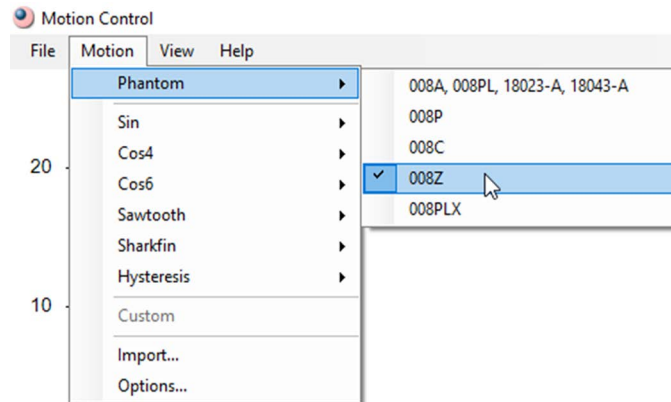 Motion Control
File Motion View Help
Phantom
008A, 008PL, 18023-A, 18043-A
008P
008C
008Z
008PLX
Sin
Cos4
Cos6
Sawtooth
Sharkfin
Hysteresis
Custom
Import...
Options...
20
10